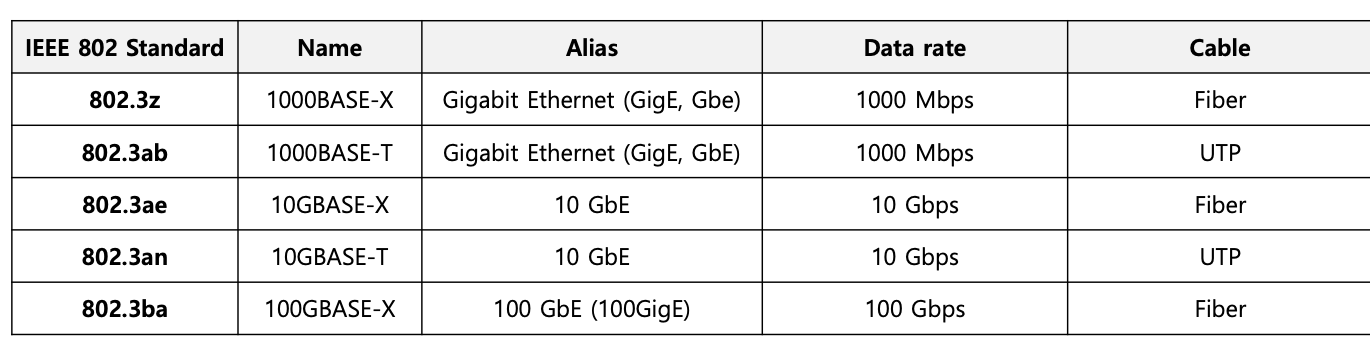 IEEE 802 Standard Name Alias Data rate Cable
802.3z 1000BASE-X Gigabit Ethernet (GigE, Gbe) 1000 Mbps Fiber
802.3ab 1000BASE-T Gigabit Ethernet (GigE, GbE) 1000 Mbps UTP
802.3ae 10GBASE-X 10 GbE 10 Gbps Fiber
802.3an 10GBASE-T 10 GbE 10 Gbps UTP
802.3ba 100GBASE-X 100 GbE (100GigE) 100 Gbps Fiber